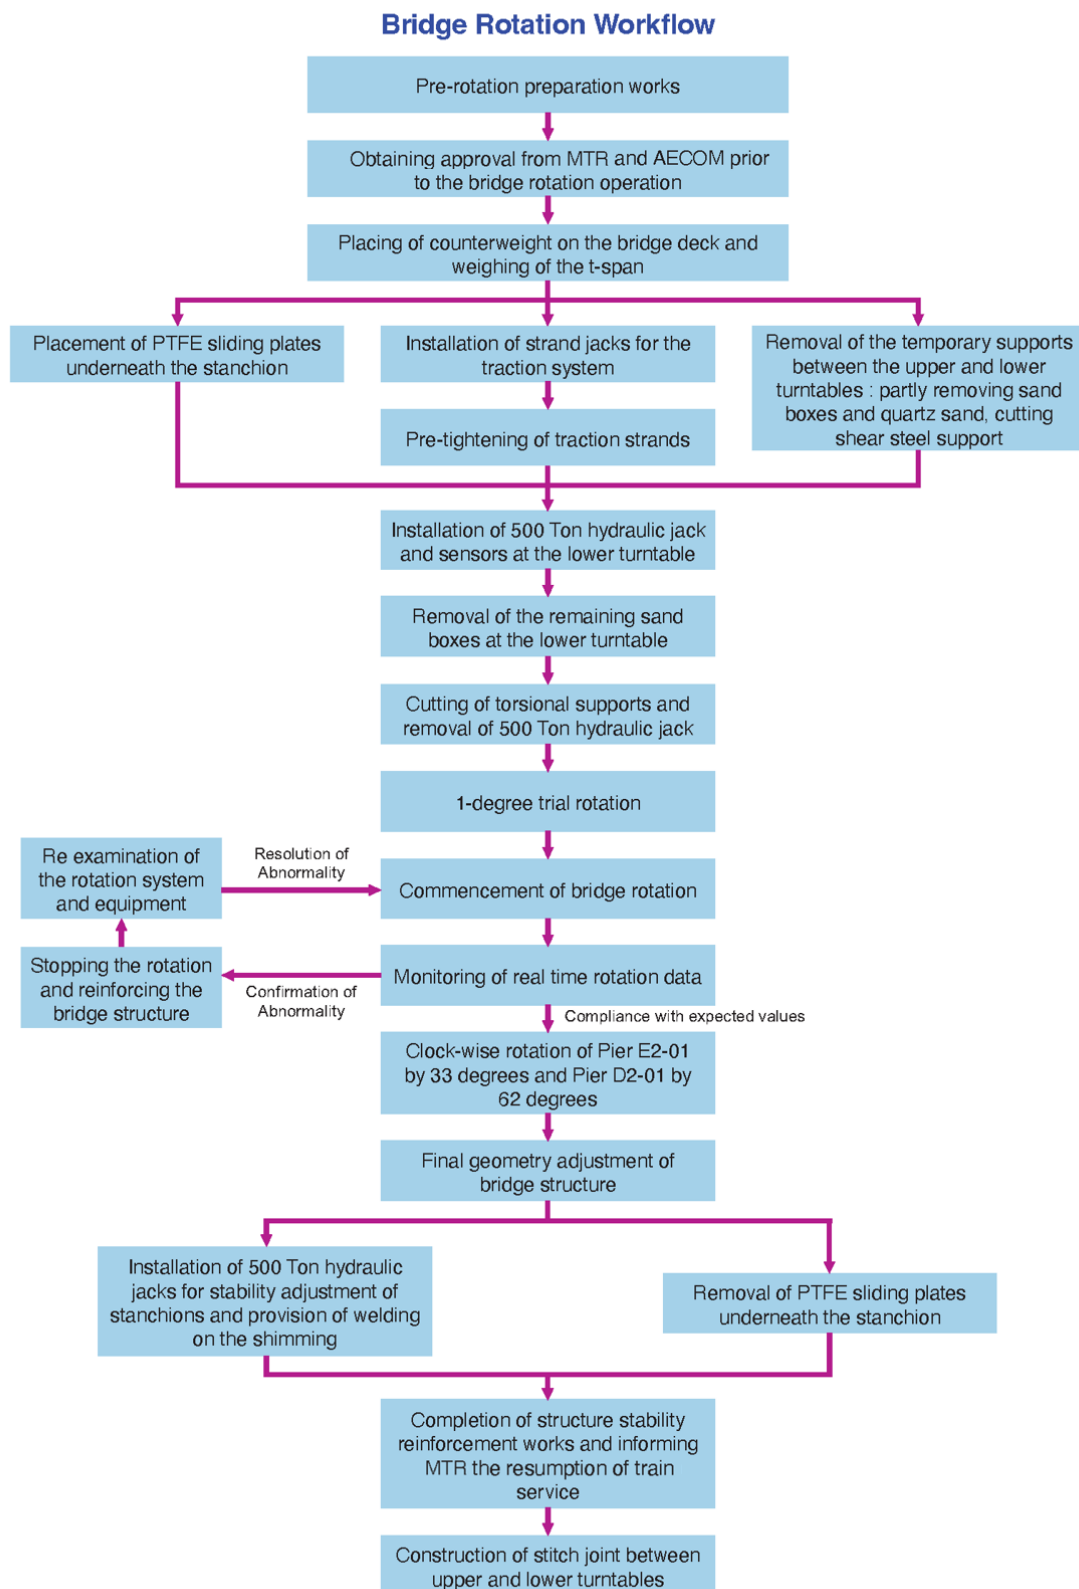 Bridge Rotation Workflow
Pre-rotation preparation works
Obtaining approval from MTR and AECOM prior
to the bridge rotation operation
Placing of counterweight on the bridge deck and
weighing of the t-span
Placement of PTFE sliding plates
underneath the stanchion
Installation of strand jacks for the
traction system
Pre-tightening of traction strands
Removal of the temporary supports
between the upper and lower
turntables : partly removing sand
boxes and quartz sand, cutting
shear steel support
Installation of 500 Ton hydraulic jack
and sensors at the lower turntable
Removal of the remaining sand
boxes at the lower turntable
Cutting of torsional supports and
removal of 500 Ton hydraulic jack
1-degree trial rotation
Re examination of
the rotation system
and equipment
Resolution of
Abnormality
Commencement of bridge rotation
Stopping the rotation
and reinforcing the
bridge structure
Confirmation of
Abnormality
Monitoring of real time rotation data
Compliance with expected values
Clock-wise rotation of Pier E2-01
by 33 degrees and Pier D2-01 by
62 degrees
Final geometry adjustment of
bridge structure
Installation of 500 Ton hydraulic
jacks for stability adjustment of
stanchions and provision of welding
on the shimming
Removal of PTFE sliding plates
underneath the stanchion
Completion of structure stability
reinforcement works and informing
MTR the resumption of train
service
Construction of stitch joint between
upper and lower turntables